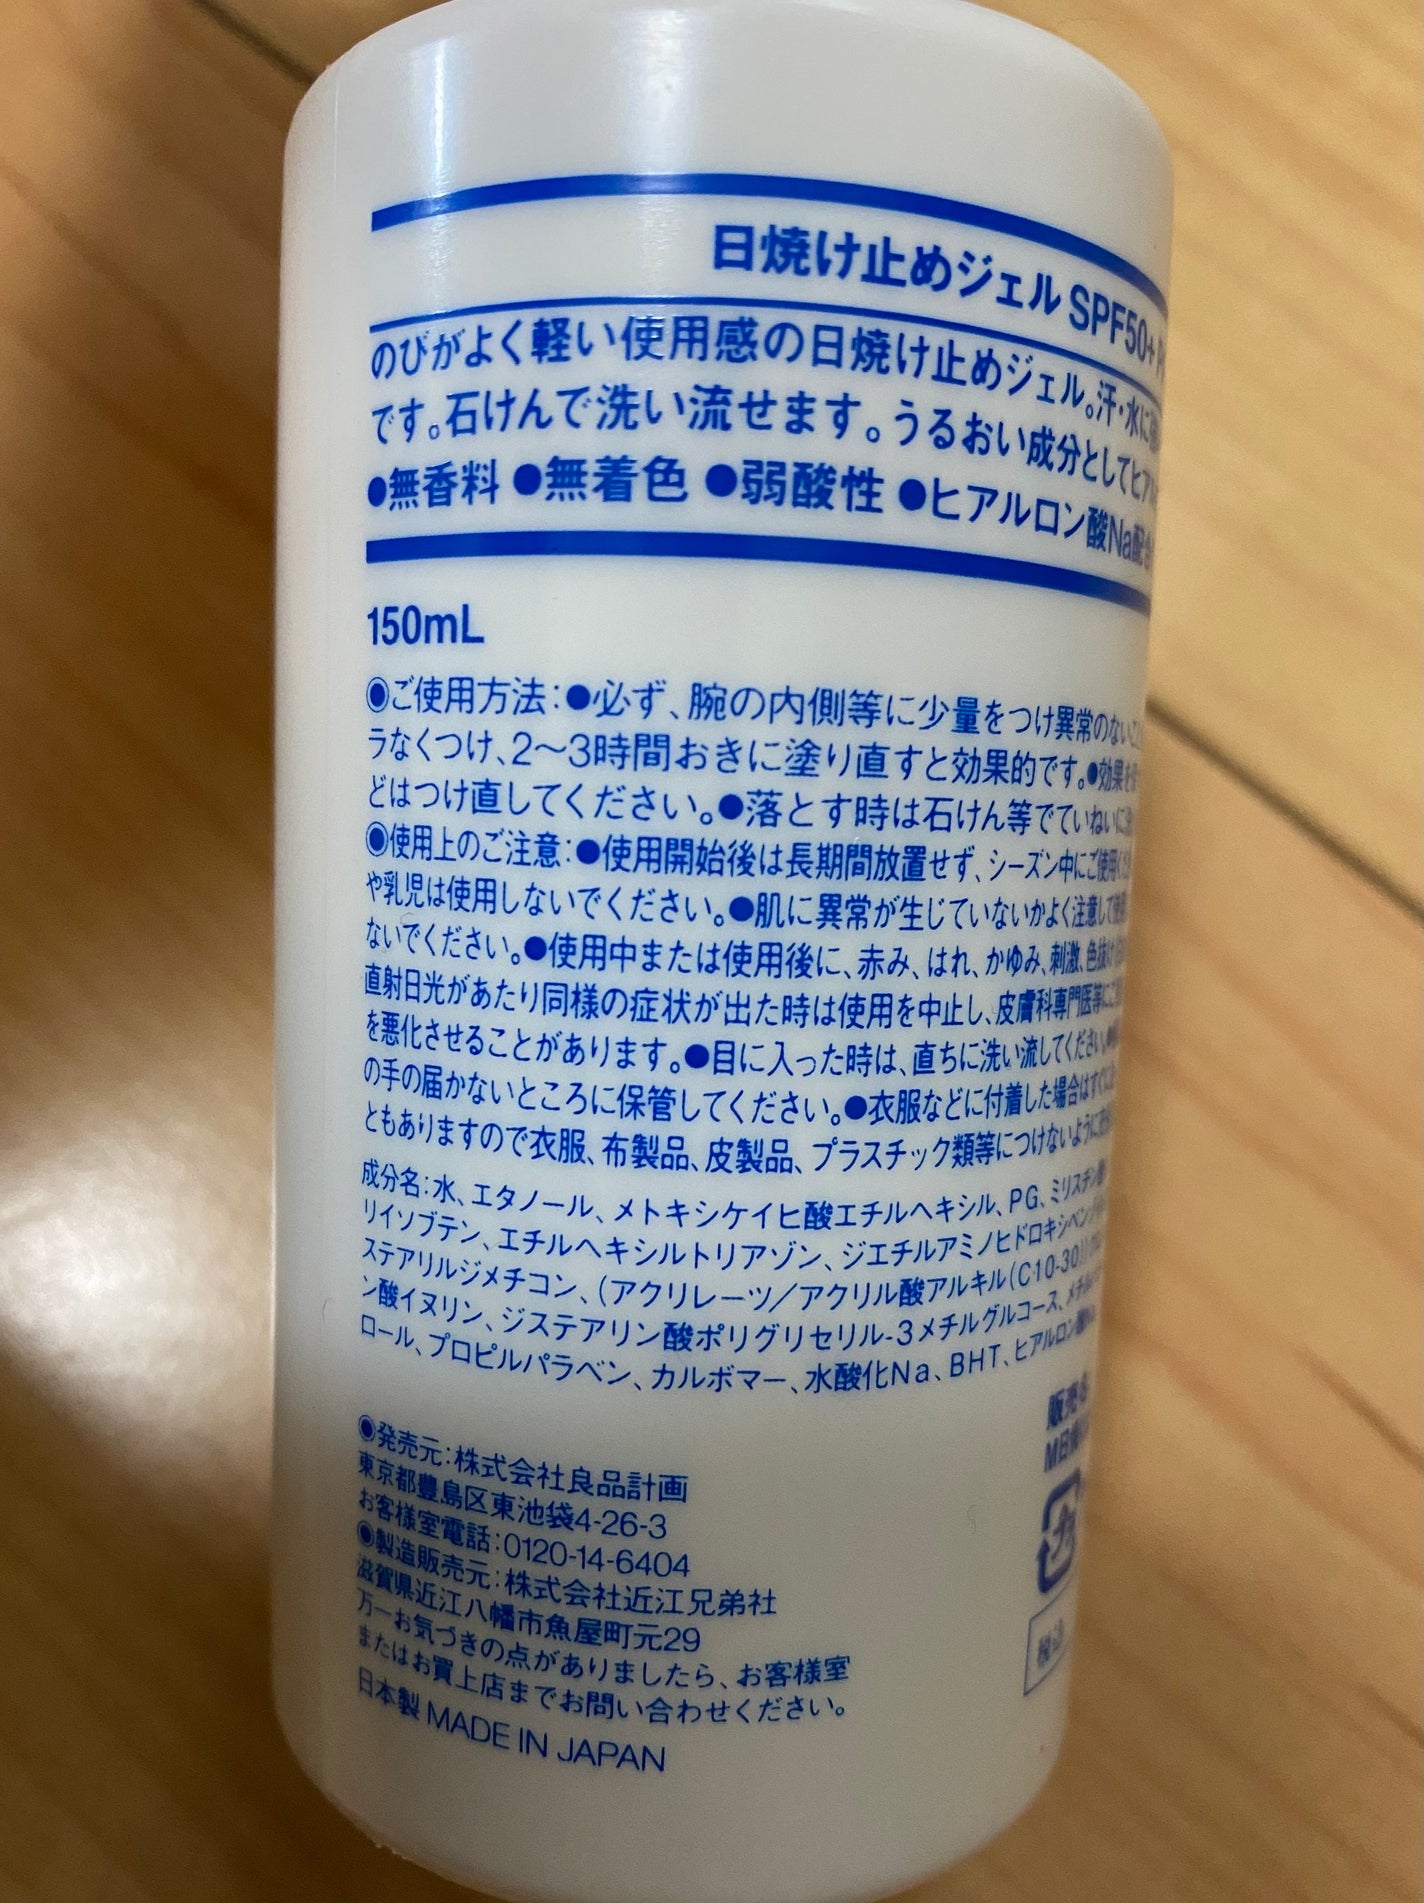 日焼け止めジェル SPF50+
のびがよく軽い使用感の日焼け止めジェル。汗・水に
です。石けんで洗い流せます。うるおい成分としてヒアル
●無香料 ●無着色 ●弱酸性 ●ヒアルロン酸Na配合
150mL
◉ご使用方法：●必ず、腕の内側等に少量をつけ異常のないこ
ラなくつけ、2〜3時間おきに塗り直すと効果的です。●効果を
どはつけ直してください。●落とす時は石けん等でていねいに
◉使用上のご注意：●使用開始後は長期間放置せず、シーズン中にご使用くだ
や乳児は使用しないでください。●肌に異常が生じていないかよく注意して使用
ないでください。●使用中または使用後に、赤み、はれ、かゆみ、刺激、色抜け
直射日光があたり同様の症状が出た時は使用を中止し、皮膚科専門医等にご
を悪化させることがあります。●目に入った時は、直ちに洗い流してください。
の手の届かないところに保管してください。●衣服などに付着した場合はすぐに
ともありますので衣服、布製品、皮製品、プラスチック類等につけないように
成分名：水、エタノール、メトキシケイヒ酸エチルヘキシル、PG、ミリスチン酸
リイソブテン、エチルヘキシルトリアゾン、ジエチルアミノヒドロキシベン
ステアリルジメチコン、（アクリレーツ／アクリル酸アルキル（C10-30））
ン酸イヌリン、ジステアリン酸ポリグリセリル-3メチルグルコース、メチル
ロール、プロピルパラベン、カルボマー、水酸化Na、BHT、ヒアルロン酸
◉発売元：株式会社良品計画
東京都豊島区東池袋4-26-3
お客様室電話：0120-14-6404
◉製造販売元：株式会社近江兄弟社
滋賀県近江八幡市魚屋町元29
万一お気づきの点がありましたら、お客様室
またはお買上店までお問い合わせください。
日本製 MADE IN JAPAN
販売名
税込